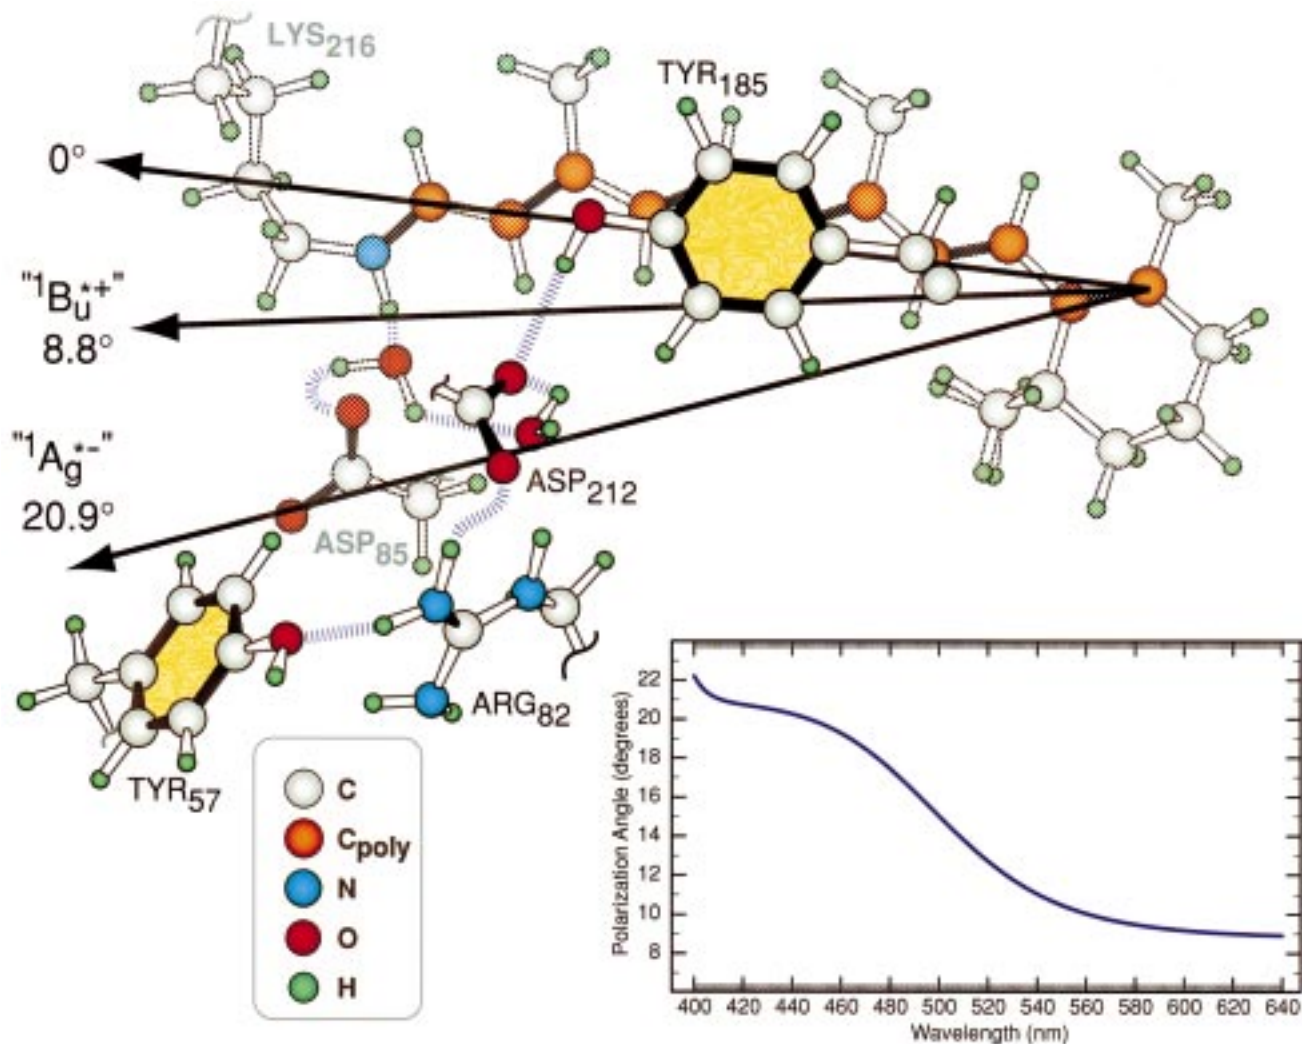 LYS216
TYR185
0°
"¹Bu*+"
8.8°
"¹Ag*-"
20.9°
ASP212
ASP85
ARG82
TYR57
C
Cpoly
N
O
H
Polarization Angle (degrees)
22
20
18
16
14
12
10
8
400 420 440 460 480 500 520 540 560 580 600 620 640
Wavelength (nm)